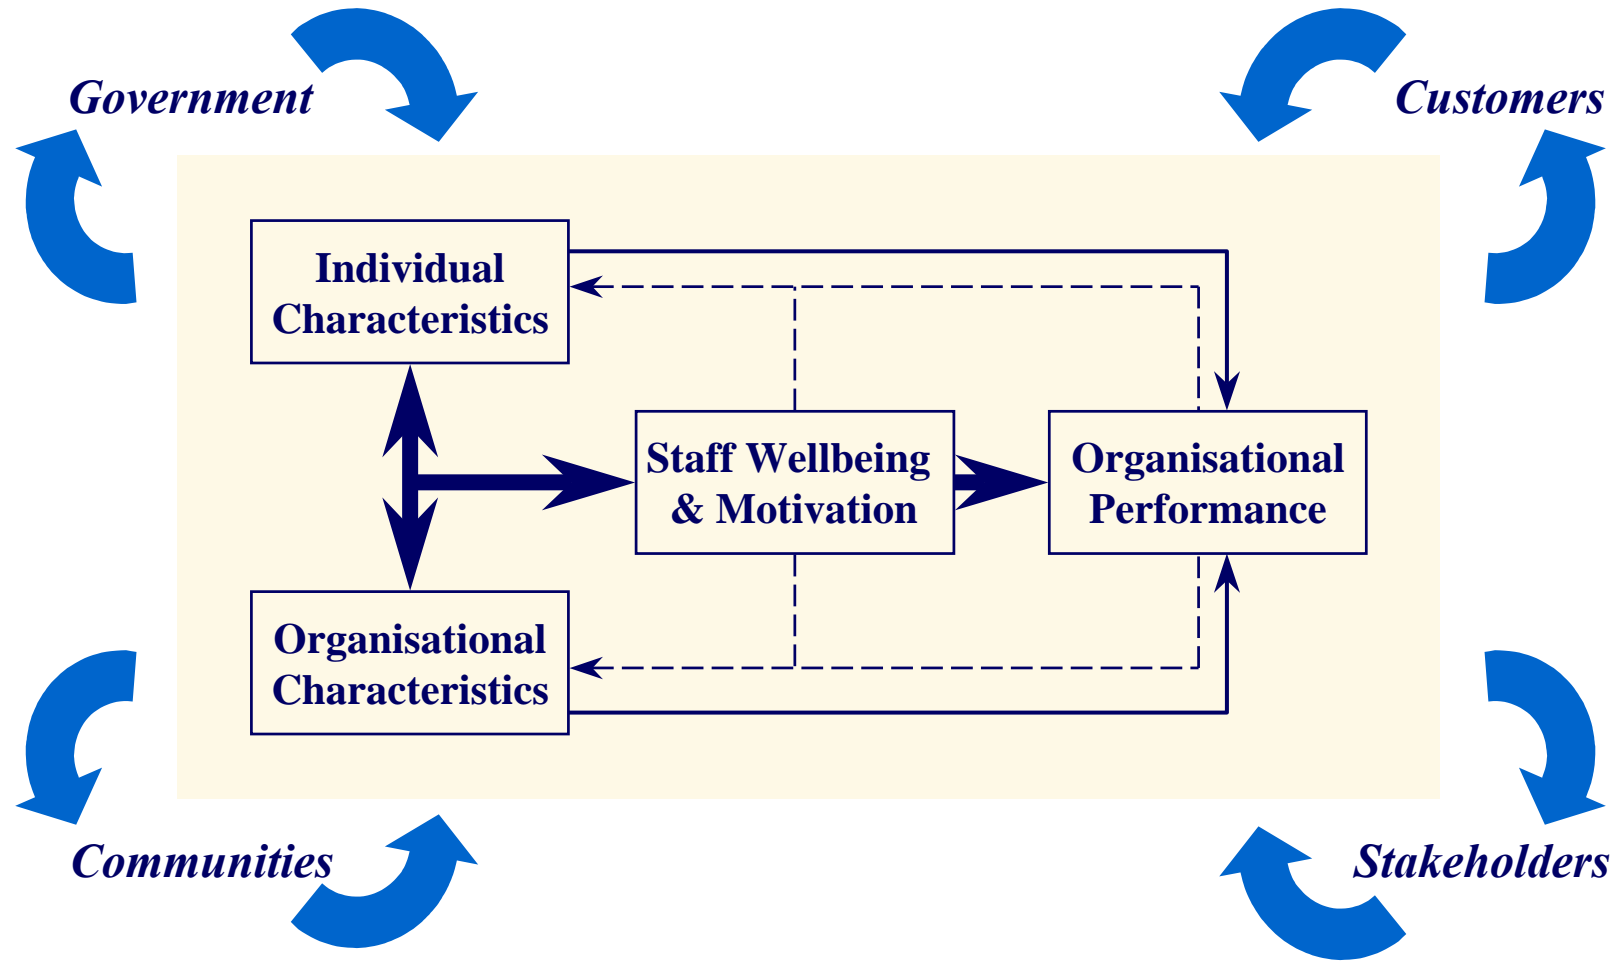 Government
Customers
Individual
Characteristics
Staff Wellbeing
& Motivation
Organisational
Performance
Organisational
Characteristics
Communities
Stakeholders